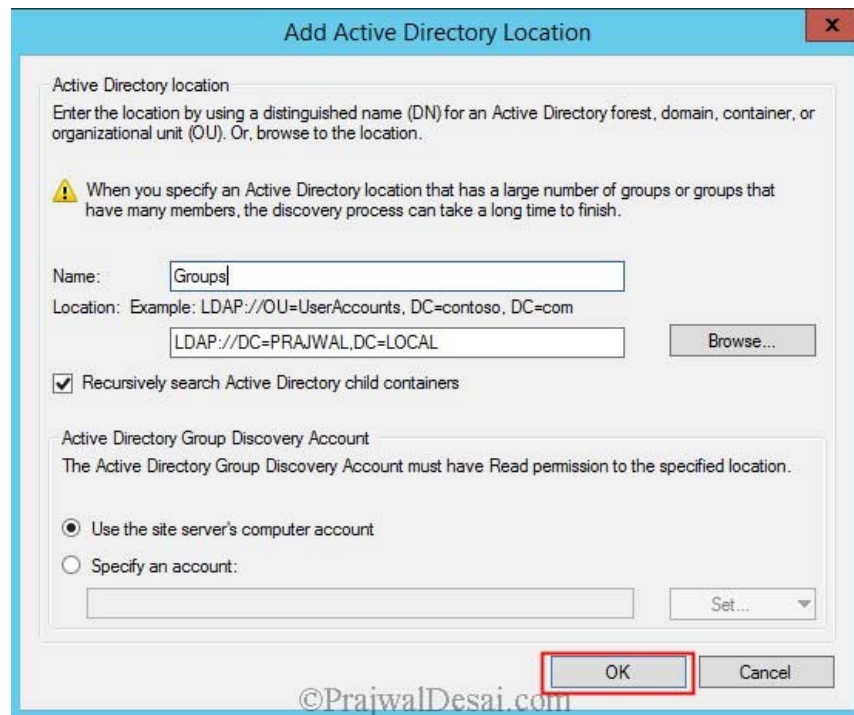 Add Active Directory Location
x
Active Directory location
Enter the location by using a distinguished name (DN) for an Active Directory forest, domain, container, or
organizational unit (OU). Or, browse to the location.
When you specify an Active Directory location that has a large number of groups or groups that
have many members, the discovery process can take a long time to finish.
Name: Groups
Location: Example: LDAP://OU=UserAccounts, DC=contoso, DC=com
LDAP://DC=PRAJWAL,DC=LOCAL Browse...
Recursively search Active Directory child containers
Active Directory Group Discovery Account
The Active Directory Group Discovery Account must have Read permission to the specified location.
Use the site server's computer account
Specify an account:
Set...
OK Cancel
©PrajwalDesai.com